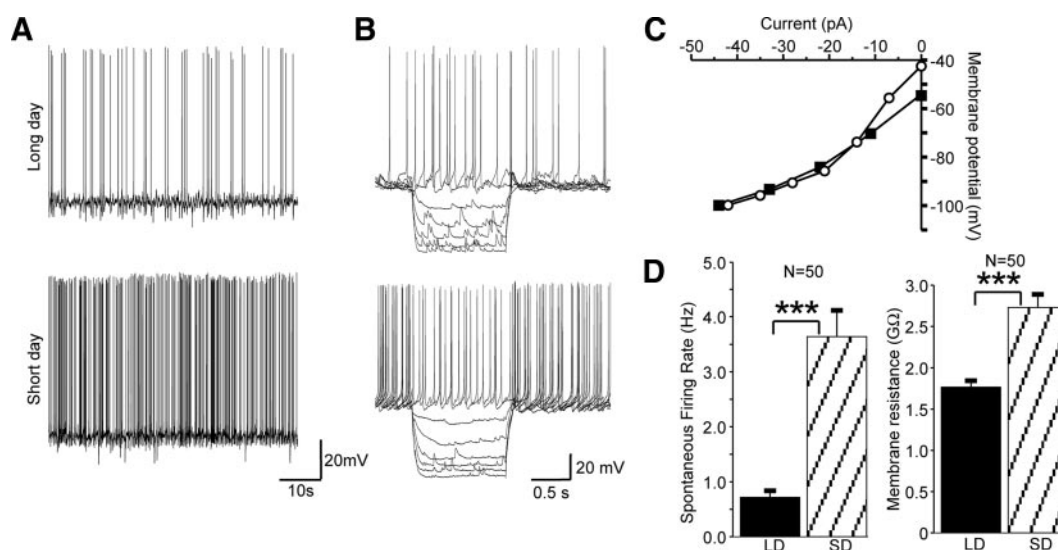 A
Long day
Short day
20mV
10s
B
20 mV
0.5 s
C
Current (pA)
-50 -40 -30 -20 -10 0
-40
-60
-80
-100
Membrane potential (mV)
D
N=50
***
5.0
4.0
3.0
2.0
1.0
0.0
Spontaneous Firing Rate (Hz)
LD SD
N=50
***
3.0
2.5
2.0
1.5
1.0
0.5
0
Membrane resistance (GΩ)
LD SD